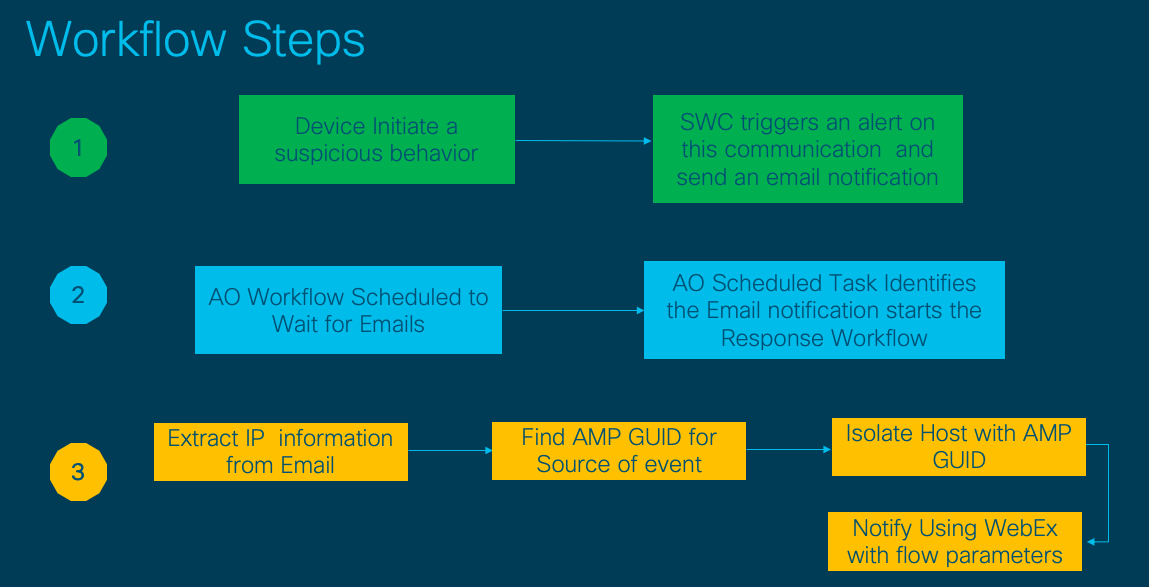 Workflow Steps
1
Device Initiate a
suspicious behavior
SWC triggers an alert on
this communication  and
send an email notification
2
AO Workflow Scheduled to
Wait for Emails
AO Scheduled Task Identifies
the Email notification starts the
Response Workflow
3
Extract IP  information
from Email
Find AMP GUID for
Source of event
Isolate Host with AMP
GUID
Notify Using WebEx
with flow parameters